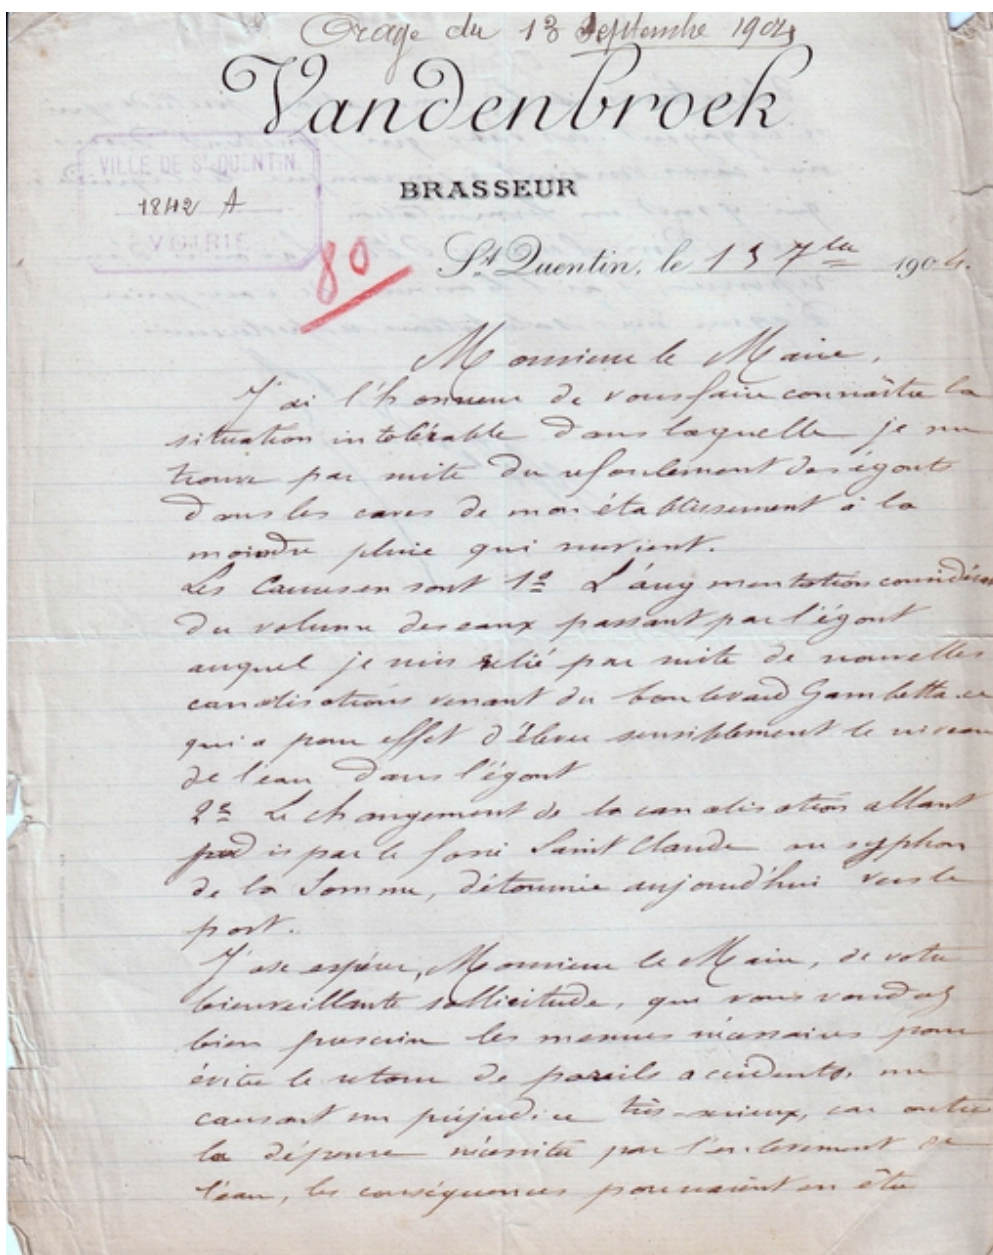 Orage du 13 Septembre 1904
Vandenbroek
BRASSEUR
VILLE DE St QUENTIN
1842 A
VOIRIE
80
St Quentin, le 13 7bre 1904.
Monsieur le Maire,
J'ai l'honneur de vous faire connaître la
situation intolérable dans laquelle je me
trouve par suite du refoulement des égouts
dans les caves de mon établissement à la
moindre pluie qui survient.
Les Causes en sont 1º L'augmentation considérable
du volume des eaux passant par l'égout
auquel je suis relié par suite de nouvelles
canalisations venant du boulevard Gambetta ce
qui a pour effet d'élever sensiblement le niveau
de l'eau dans l'égout
2º Le changement de la canalisation allant
jadis par le fossé Saint Claude au syphon
de la Somme, détournée aujourd'hui vers le
port.
J'ose espérer, Monsieur le Maire, de votre
bienveillante sollicitude, que vous voudrez
bien prescrire les mesures nécessaires pour
éviter le retour de pareils accidents, me
causant un préjudice très-sérieux, car outre
la dépense nécessitée par l'enlèvement de
l'eau, les conséquences pourraient en être